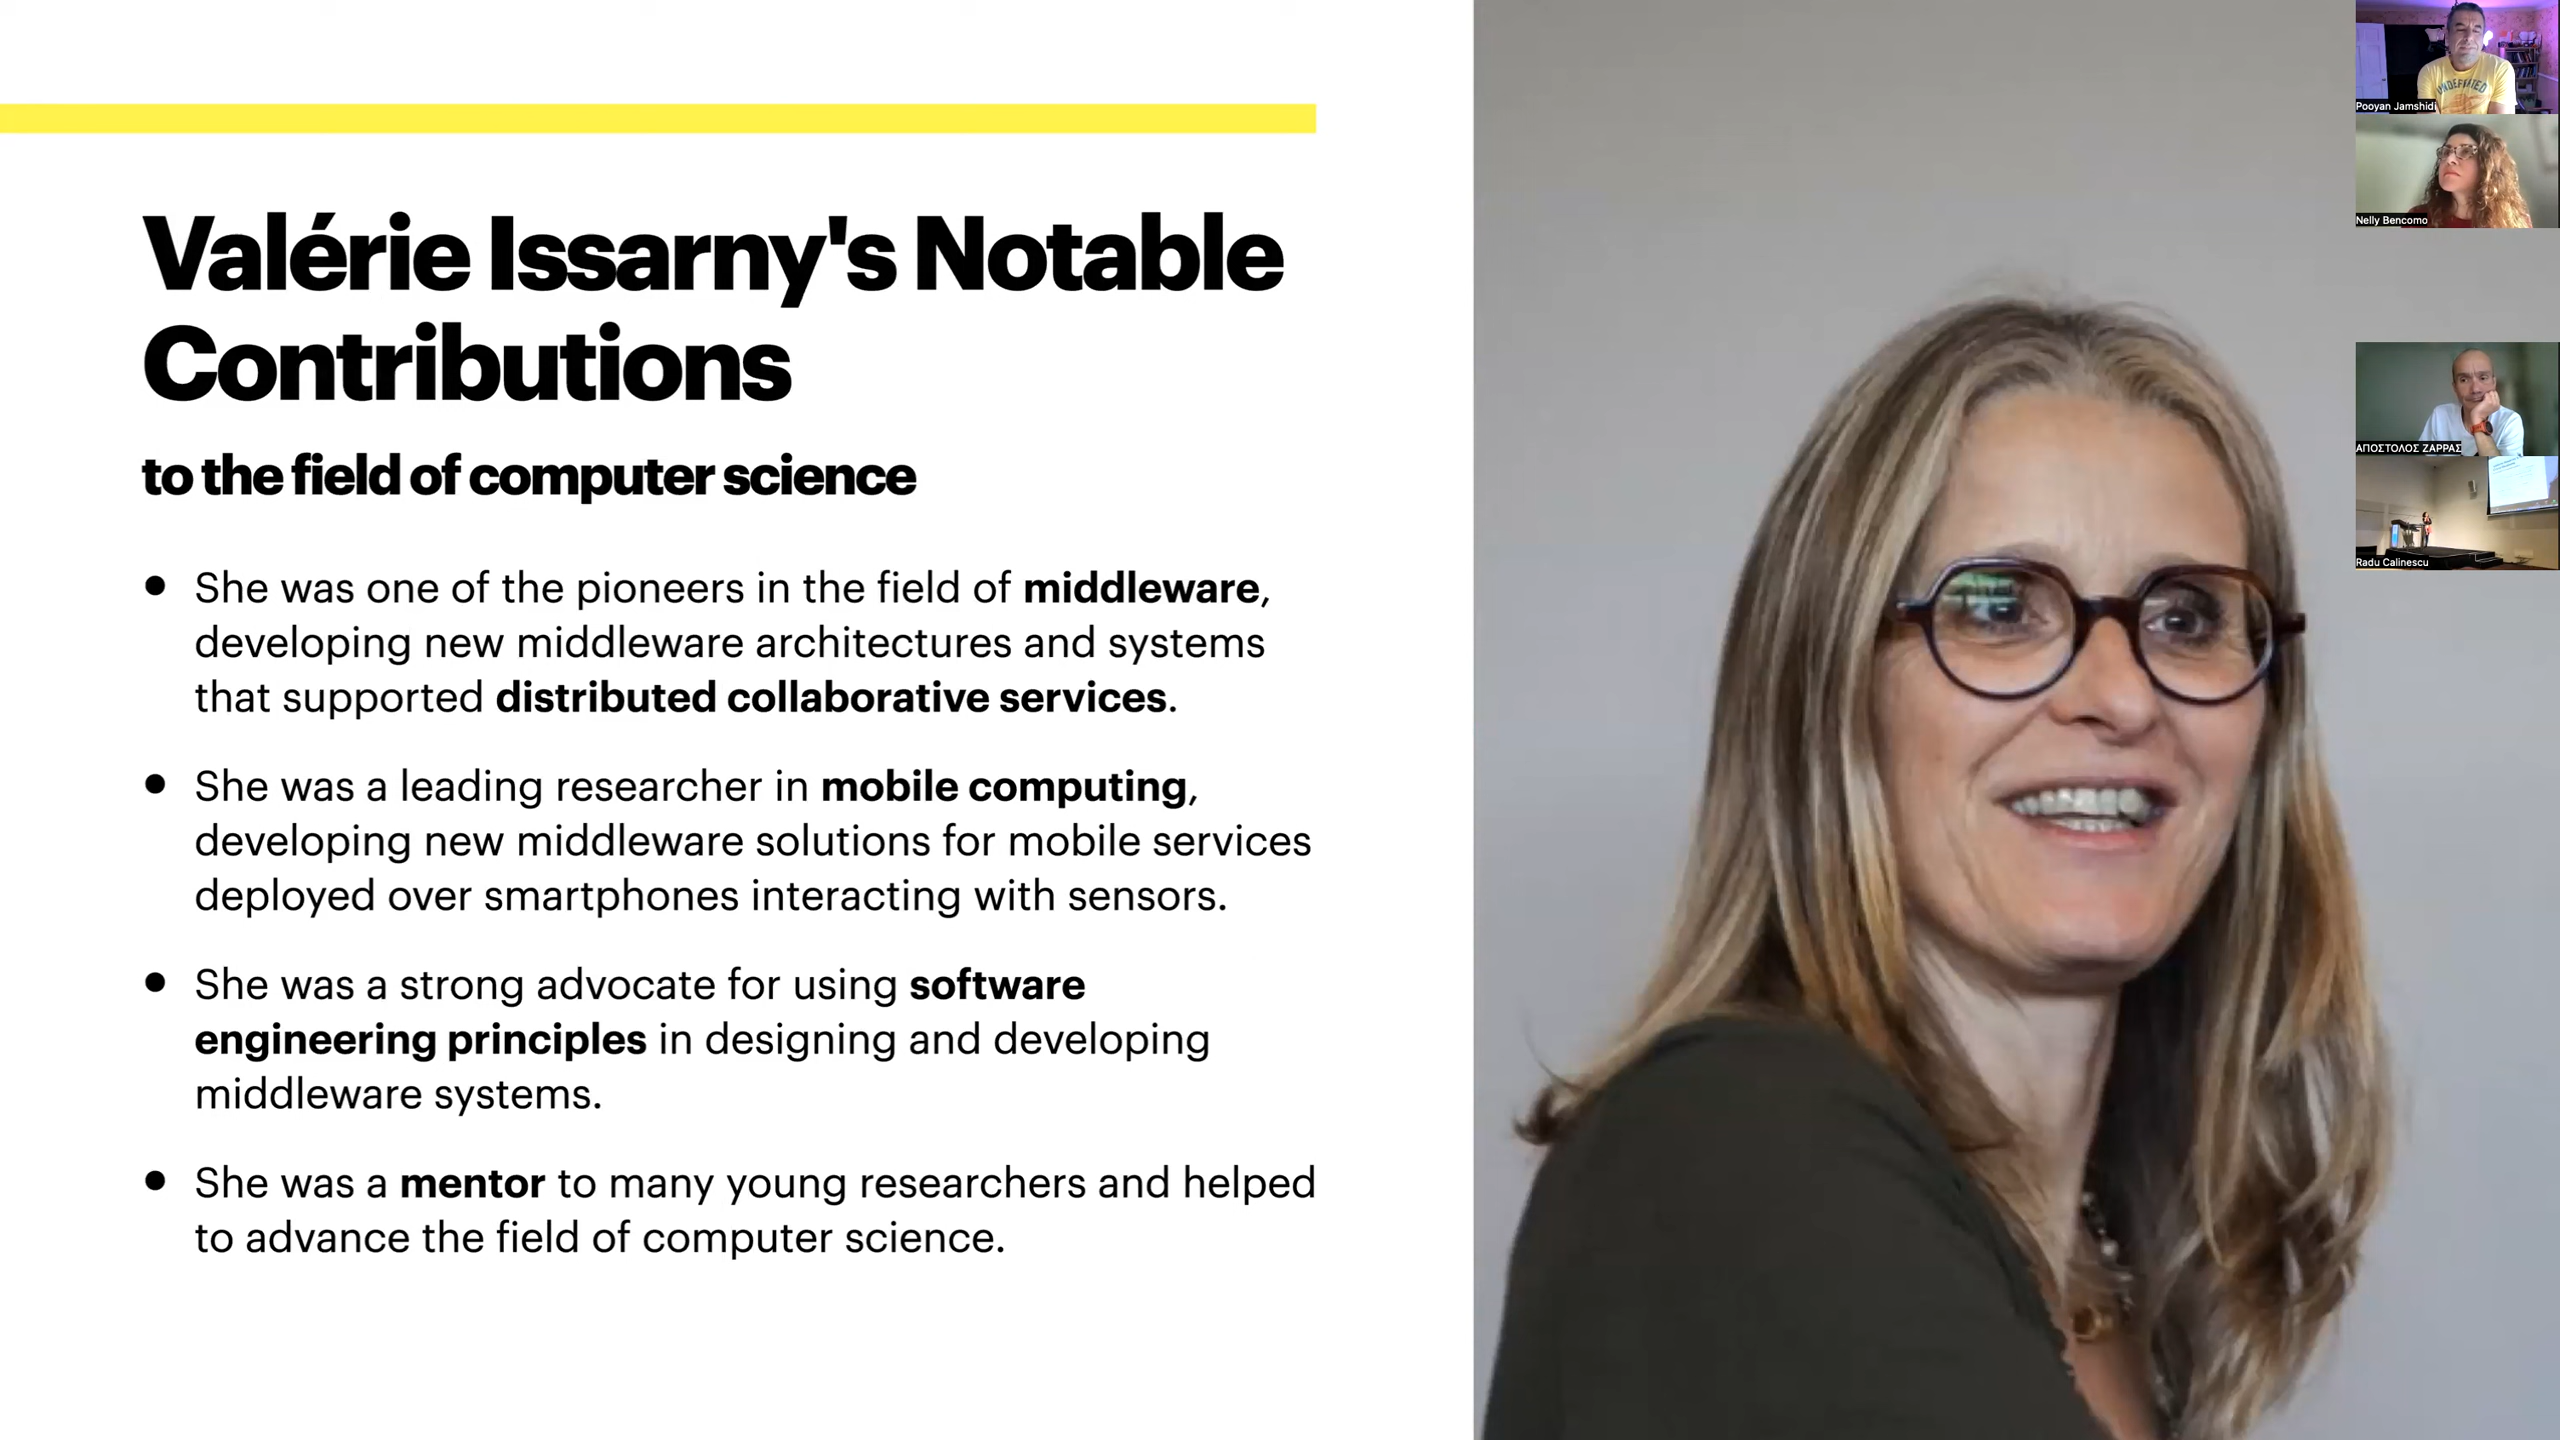 Valérie Issarny's Notable
Contributions
to the field of computer science
● She was one of the pioneers in the field of middleware,
developing new middleware architectures and systems
that supported distributed collaborative services.
● She was a leading researcher in mobile computing,
developing new middleware solutions for mobile services
deployed over smartphones interacting with sensors.
● She was a strong advocate for using software
engineering principles in designing and developing
middleware systems.
● She was a mentor to many young researchers and helped
to advance the field of computer science.
UNDEFEATED
Pooyan Jamshidi
Nelly Bencomo
ΑΠΟΣΤΟΛΟΣ ΖΑΡΡΑΣ
Radu Calinescu